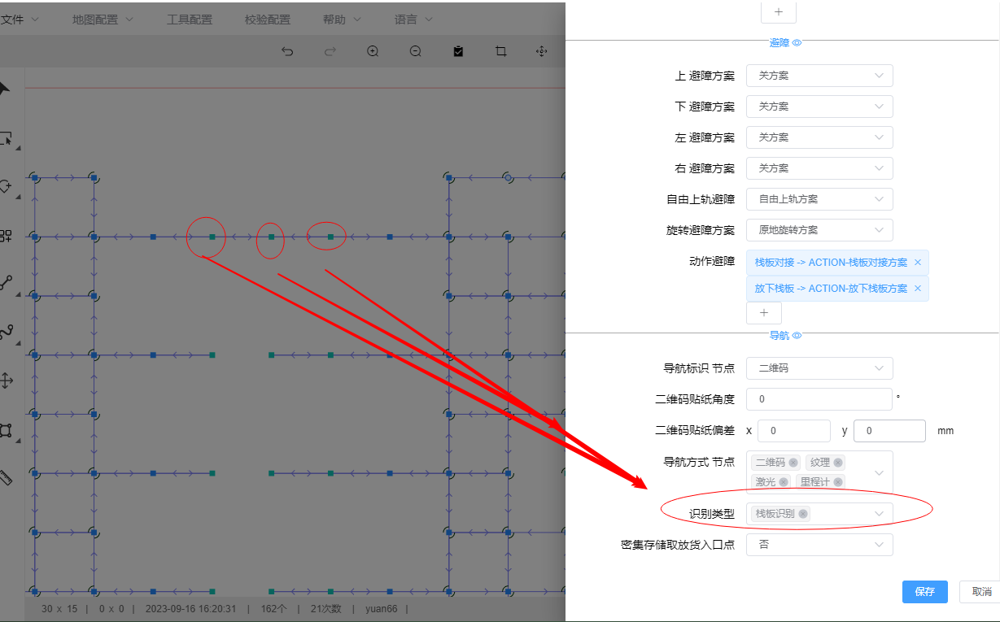 文件
地图配置
工具配置
校验配置
帮助
语言
避障
上 避障方案
关方案
下 避障方案
关方案
左 避障方案
关方案
右 避障方案
关方案
自由上轨避障
自由上轨方案
旋转避障方案
原地旋转方案
动作避障
栈板对接 -> ACTION-栈板对接方案
放下栈板 -> ACTION-放下栈板方案
导航
导航标识 节点
二维码
二维码贴纸角度
0
°
二维码贴纸偏差
x
0
y
0
mm
导航方式 节点
二维码
纹理
激光
里程计
识别类型
栈板识别
密集存储取放货入口点
否
保存
取消
30 x 15 | 0 x 0 | 2023-09-16 16:20:31 | 162个 | 21次数 | yuan66 |